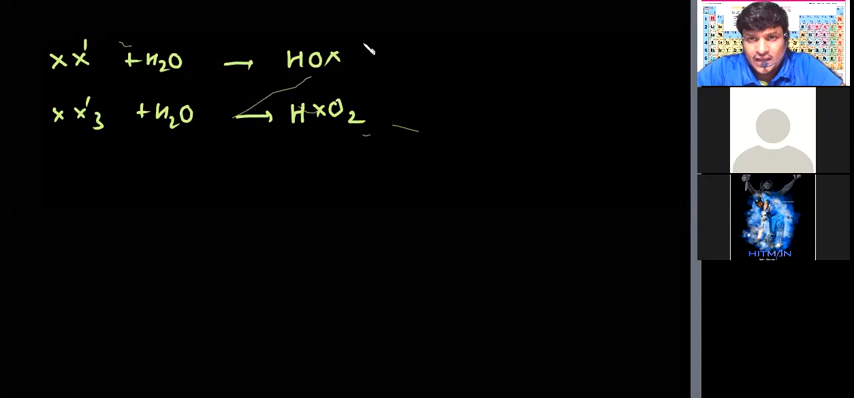 XX' + H₂O → HOX
XX'₃ + H₂O → HXO₂
HITMAN